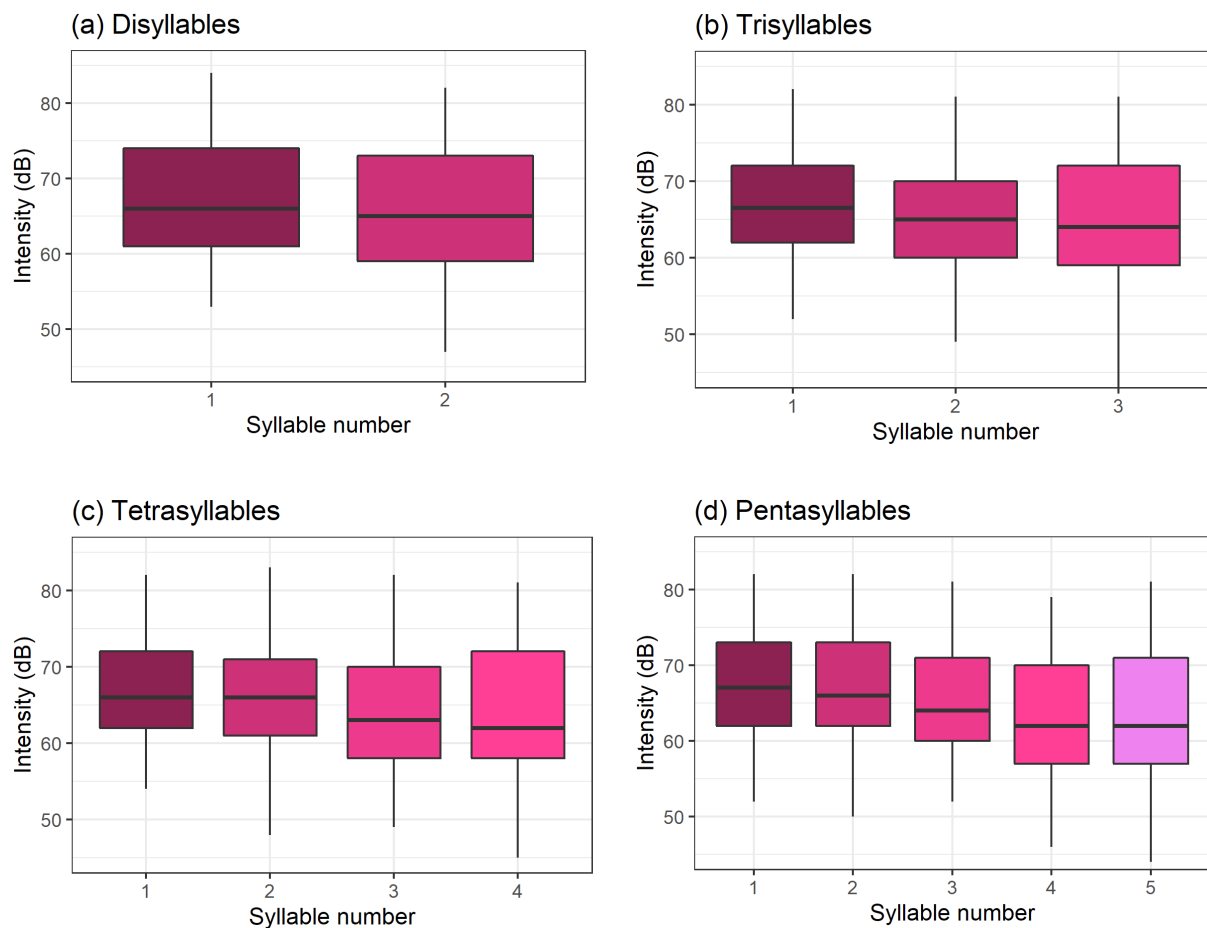 (a) Disyllables
Intensity (dB)
80
70
60
50
1 2
Syllable number
(b) Trisyllables
Intensity (dB)
80
70
60
50
1 2 3
Syllable number
(c) Tetrasyllables
Intensity (dB)
80
70
60
50
1 2 3 4
Syllable number
(d) Pentasyllables
Intensity (dB)
80
70
60
50
1 2 3 4 5
Syllable number